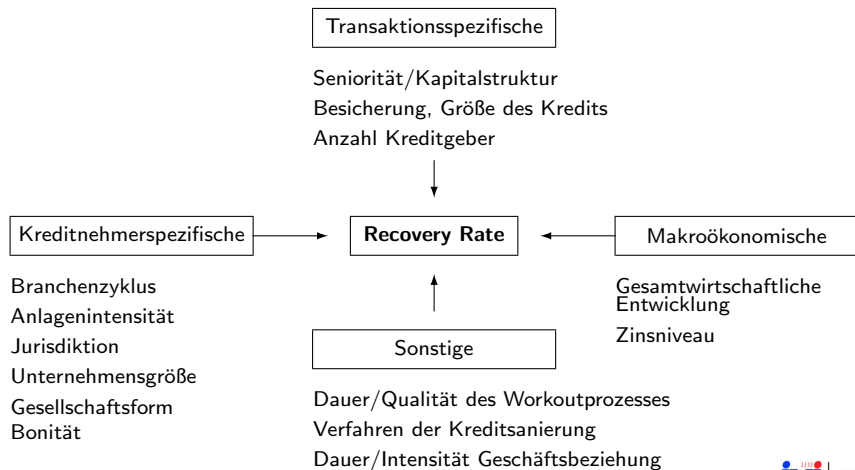 Transaktionsspezifische
Seniorität/Kapitalstruktur
Besicherung, Größe des Kredits
Anzahl Kreditgeber
Kreditnehmerspezifische
Recovery Rate
Makroökonomische
Branchenzyklus
Anlagenintensität
Jurisdiktion
Unternehmensgröße
Gesellschaftsform
Bonität
Gesamtwirtschaftliche
Entwicklung
Zinsniveau
Sonstige
Dauer/Qualität des Workoutprozesses
Verfahren der Kreditsanierung
Dauer/Intensität Geschäftsbeziehung